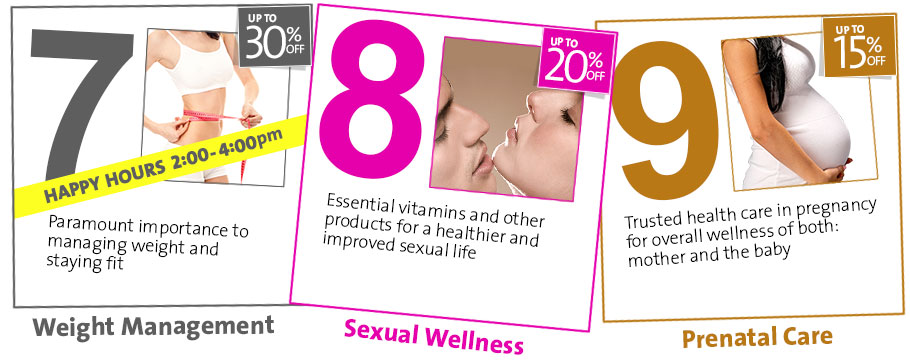 7
UP TO
30% OFF
HAPPY HOURS 2:00-4:00pm
Paramount importance to
managing weight and
staying fit
Weight Management
8
UP TO
20% OFF
Essential vitamins and other
products for a healthier and
improved sexual life
Sexual Wellness
9
UP TO
15% OFF
Trusted health care in pregnancy
for overall wellness of both:
mother and the baby
Prenatal Care